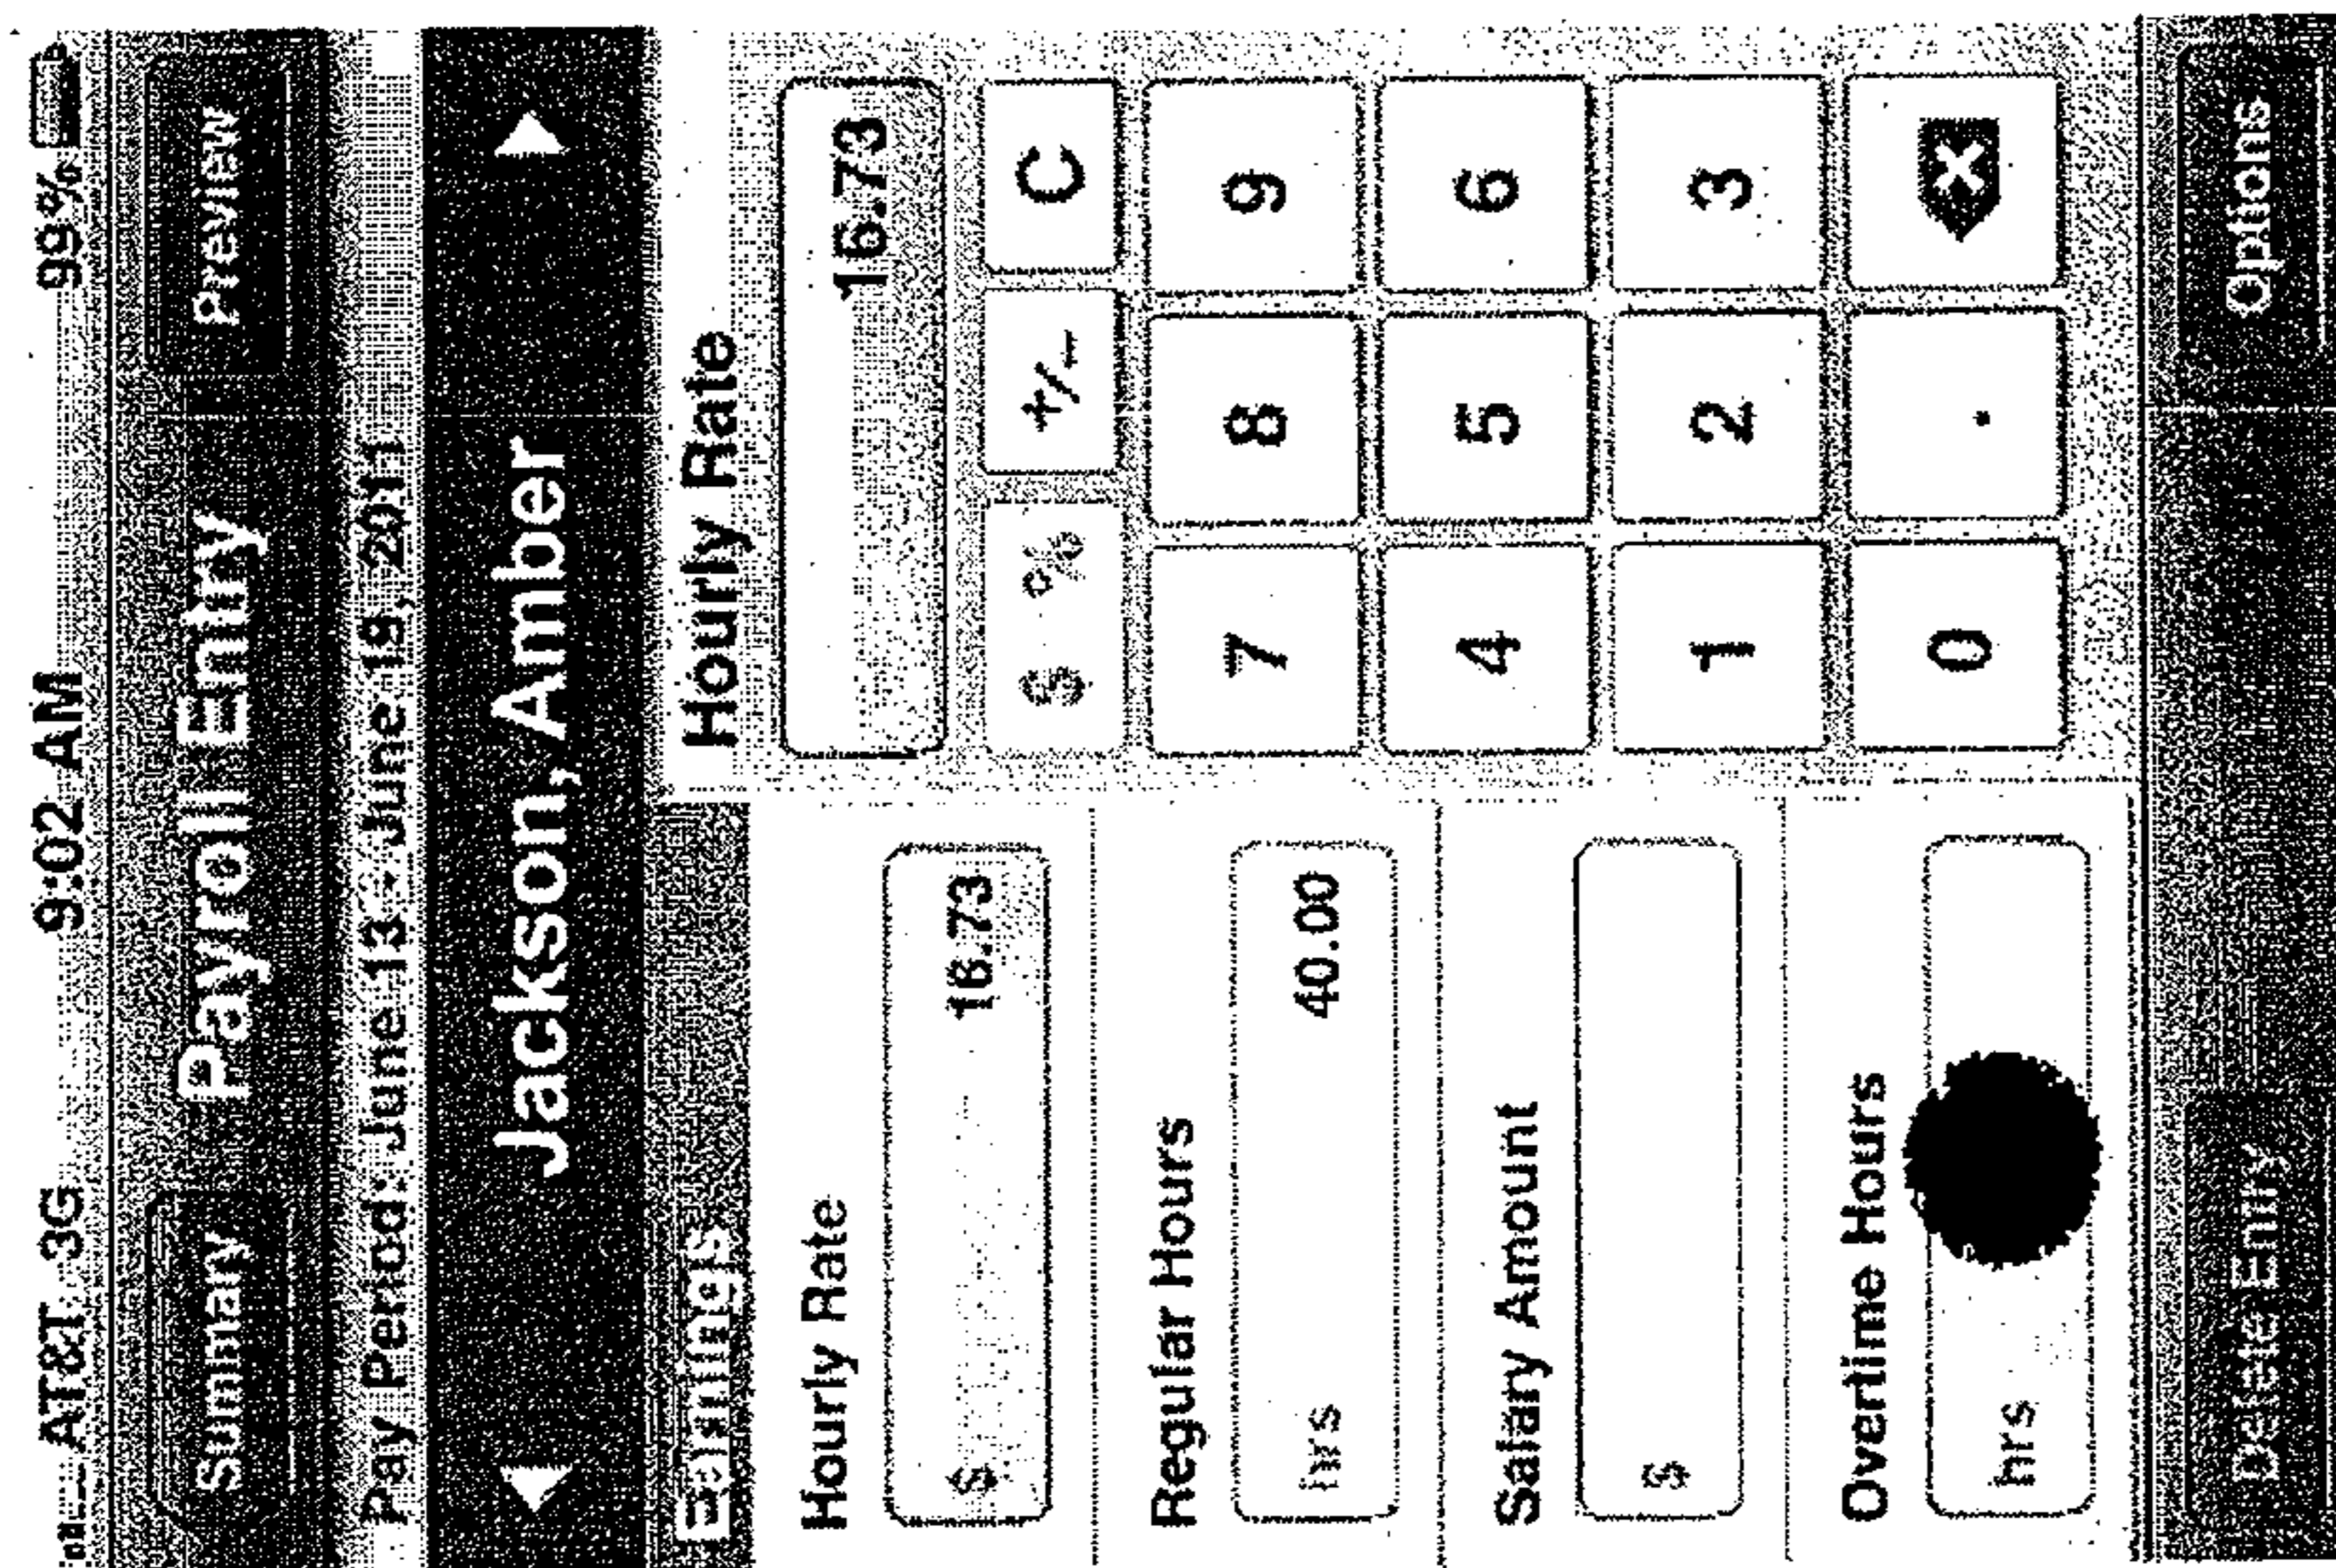 AT&T 3G 9:02 AM 99%
Summary Payroll Entry Preview
Pay Period: June 13 - June 19, 2011
Jackson, Amber
Earnings
Hourly Rate
$ 16.73
Regular Hours
hrs 40.00
Salary Amount
$
Overtime Hours
hrs
Hourly Rate
16.73
$ % +/- C
7 8 9
4 5 6
1 2 3
0 .
Delete Entry Options